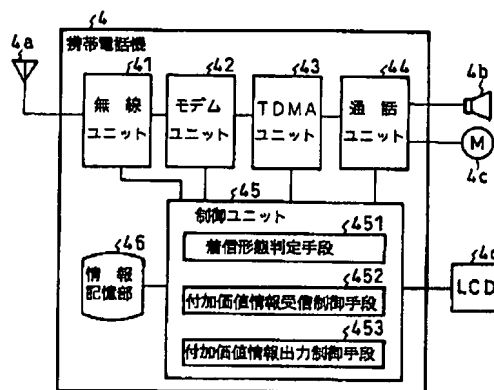 4
携帯電話機
4a
41
42
43
44
4b
無線
ユニット
モデム
ユニット
TDMA
ユニット
通話
ユニット
M
4c
45
制御ユニット
451
着信形態判定手段
46
情報
記憶部
452
付加価値情報受信制御手段
453
付加価値情報出力制御手段
4d
LCD